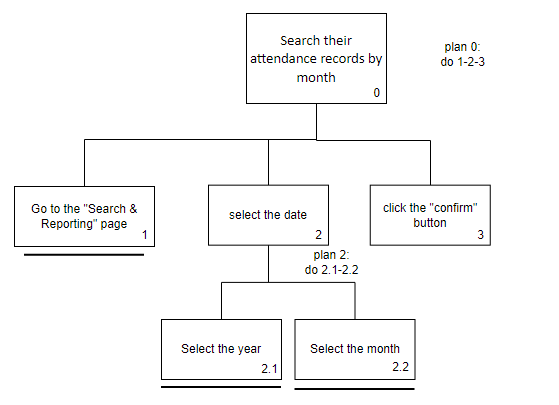 Search their
attendance records by
month
0
plan 0:
do 1-2-3
Go to the "Search &
Reporting" page
1
select the date
2
click the "confirm"
button
3
plan 2:
do 2.1-2.2
Select the year
2.1
Select the month
2.2